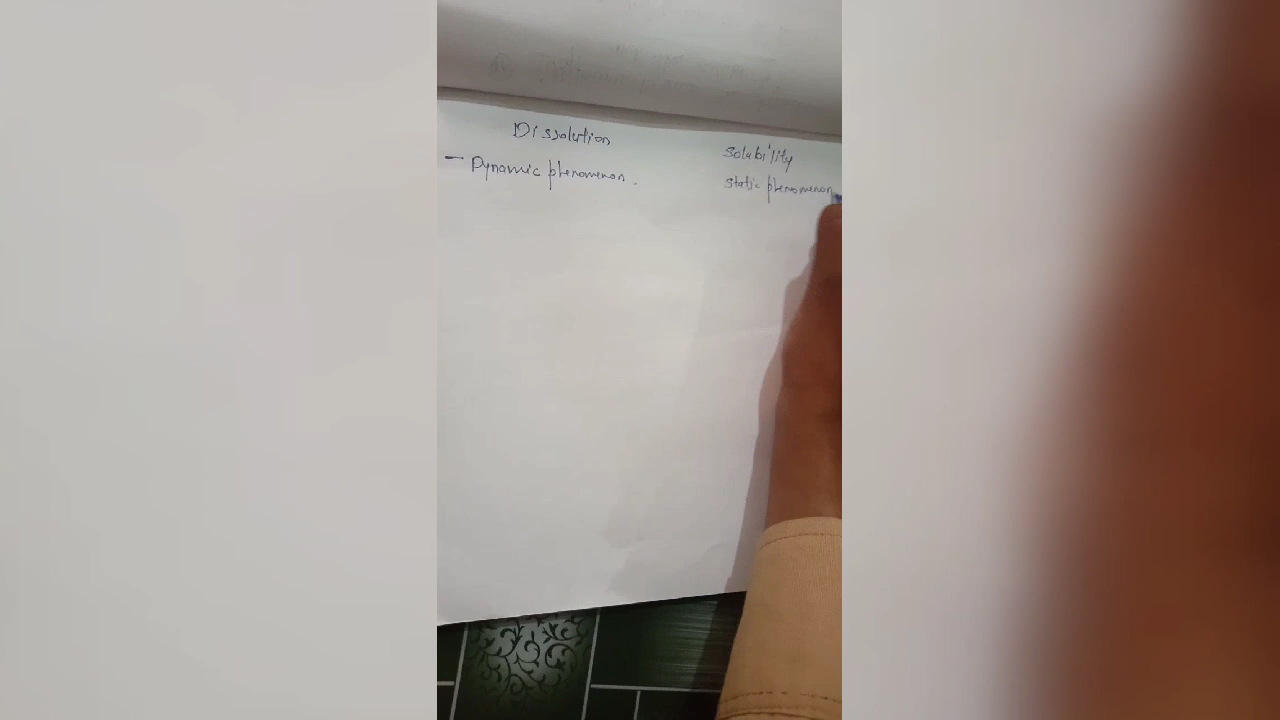 Dissolution
Solubility
– Dynamic phenomenon.
Static phenomenon